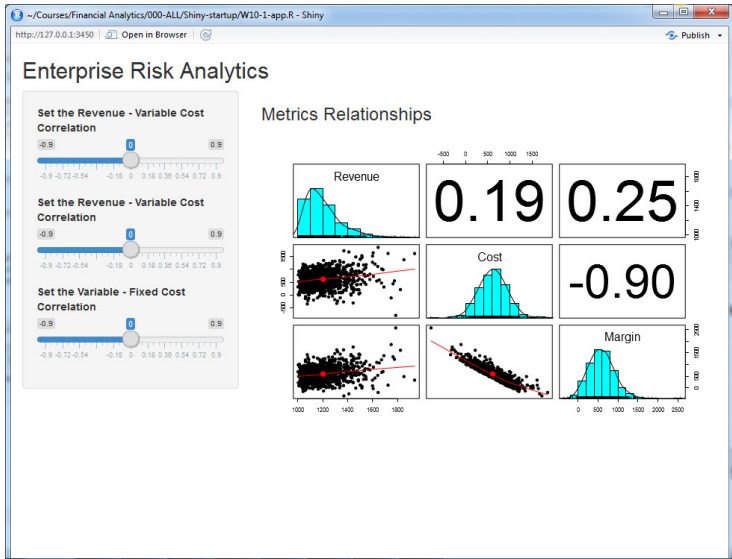 ~/Courses/Financial Analytics/000-ALL/Shiny-startup/W10-1-app.R - Shiny
http://127.0.0.1:3450 Open in Browser Publish
Enterprise Risk Analytics
Set the Revenue - Variable Cost
Correlation
-0.9 0 0.9
-0.9 -0.72 -0.54 -0.18 0 0.18 0.36 0.54 0.72 0.9
Set the Revenue - Variable Cost
Correlation
-0.9 0 0.9
-0.9 -0.72 -0.54 -0.18 0 0.18 0.36 0.54 0.72 0.9
Set the Variable - Fixed Cost
Correlation
-0.9 0 0.9
-0.9 -0.72 -0.54 -0.18 0 0.18 0.36 0.54 0.72 0.9
Metrics Relationships
-500 0 500 1000 1500
Revenue
0.19
0.25
Cost
-0.90
Margin
1000 1200 1400 1600 1800
0 500 1000 1500 2000 2500